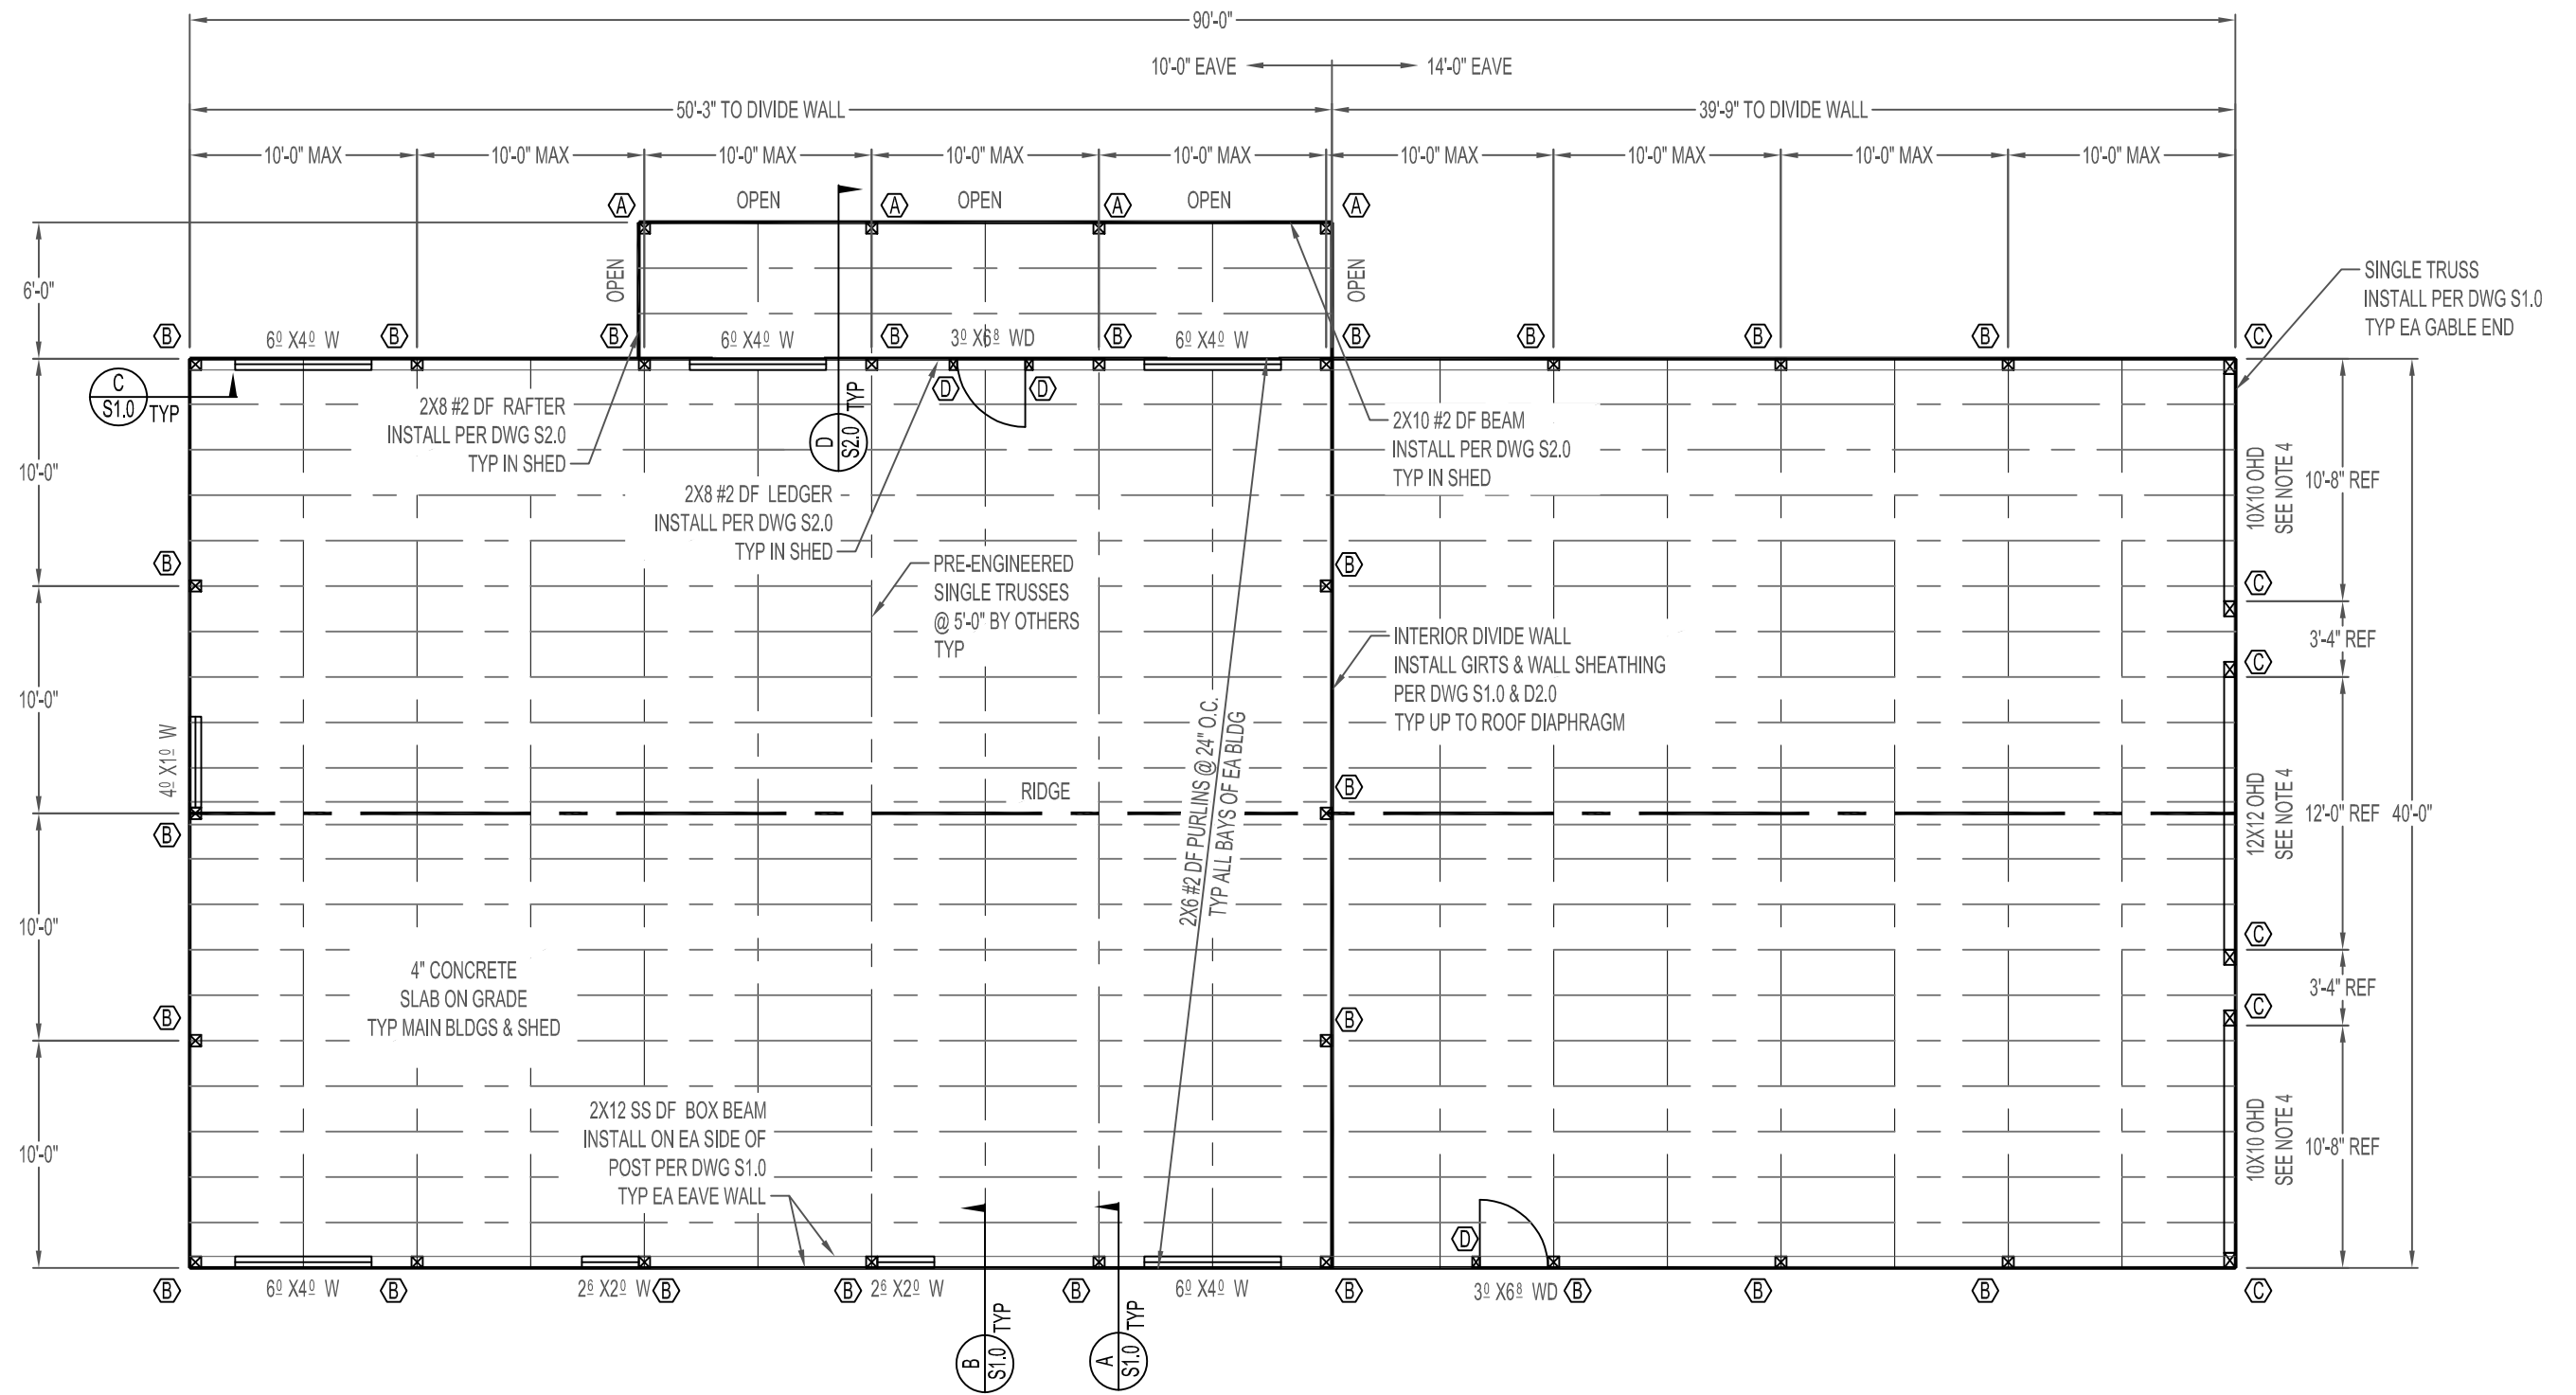 90'-0"
10'-0" EAVE
14'-0" EAVE
50'-3" TO DIVIDE WALL
39'-9" TO DIVIDE WALL
10'-0" MAX
10'-0" MAX
10'-0" MAX
10'-0" MAX
10'-0" MAX
10'-0" MAX
10'-0" MAX
10'-0" MAX
10'-0" MAX
A
OPEN
A
OPEN
A
OPEN
A
OPEN
OPEN
6'-0"
SINGLE TRUSS
INSTALL PER DWG S1.0
TYP EA GABLE END
B
6⁰ X4⁰ W
B
B
6⁰ X4⁰ W
B
3⁰ X6⁸ WD
B
6⁰ X4⁰ W
B
B
B
B
C
C
S1.0
TYP
2X8 #2 DF RAFTER
INSTALL PER DWG S2.0
TYP IN SHED
D
S2.0
TYP
D
D
2X10 #2 DF BEAM
INSTALL PER DWG S2.0
TYP IN SHED
10'-0"
2X8 #2 DF LEDGER
INSTALL PER DWG S2.0
TYP IN SHED
10X10 OHD
SEE NOTE 4
10'-8" REF
B
PRE-ENGINEERED
SINGLE TRUSSES
@ 5'-0" BY OTHERS
TYP
B
C
3'-4" REF
INTERIOR DIVIDE WALL
INSTALL GIRTS & WALL SHEATHING
PER DWG S1.0 & D2.0
TYP UP TO ROOF DIAPHRAGM
C
10'-0"
4⁰ X1⁰ W
2X6 #2 DF PURLINS @ 24" O.C.
TYP ALL BAYS OF EA BLDG
RIDGE
B
B
12X12 OHD
SEE NOTE 4
12'-0" REF
40'-0"
10'-0"
4" CONCRETE
SLAB ON GRADE
TYP MAIN BLDGS & SHED
C
3'-4" REF
C
B
B
10'-0"
2X12 SS DF BOX BEAM
INSTALL ON EA SIDE OF
POST PER DWG S1.0
TYP EA EAVE WALL
10X10 OHD
SEE NOTE 4
10'-8" REF
D
B
6⁰ X4⁰ W
B
2⁶ X2⁰ W
B
B
2⁶ X2⁰ W
B
6⁰ X4⁰ W
B
3⁰ X6⁸ WD
B
B
B
C
B
S1.0
TYP
A
S1.0
TYP